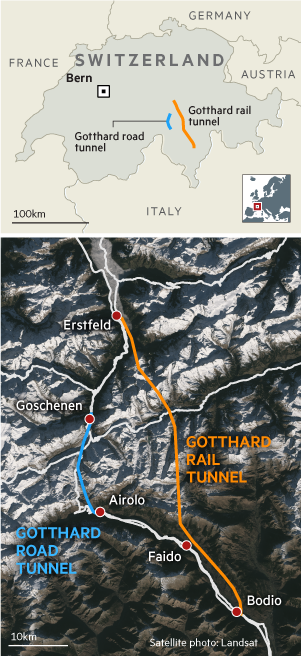 GERMANY
SWITZERLAND
FRANCE
AUSTRIA
Bern
Gotthard rail
tunnel
Gotthard road
tunnel
100km
ITALY
Erstfeld
Goschenen
GOTTHARD
RAIL
TUNNEL
Airolo
GOTTHARD
ROAD
TUNNEL
Faido
Bodio
10km
Satellite photo: Landsat